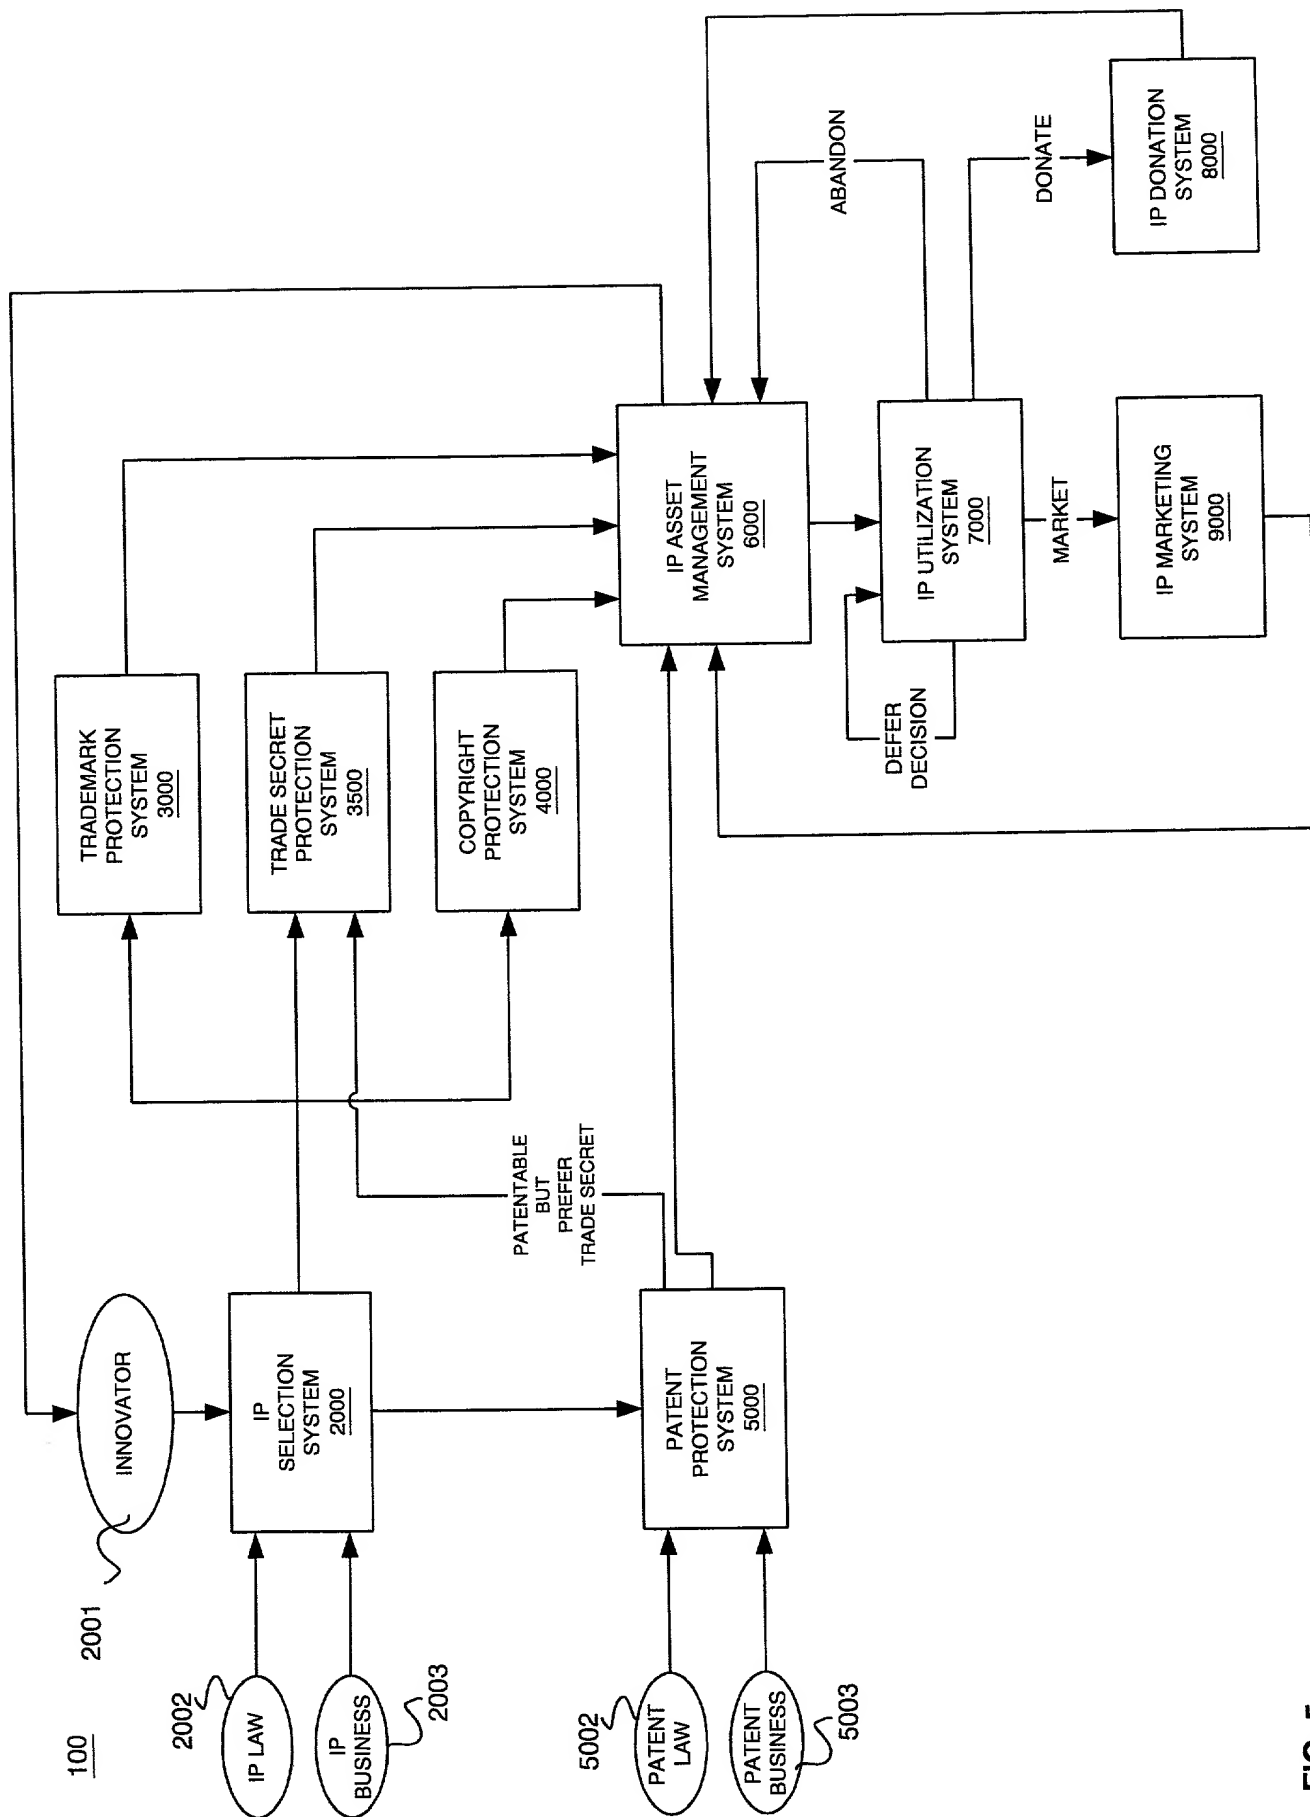 100
2001
INNOVATOR
TRADEMARK
PROTECTION
SYSTEM
3000
2002
IP LAW
IP
BUSINESS
2003
IP
SELECTION
SYSTEM
2000
TRADE SECRET
PROTECTION
SYSTEM
3500
COPYRIGHT
PROTECTION
SYSTEM
4000
PATENTABLE
BUT
PREFER
TRADE SECRET
5002
PATENT
LAW
PATENT
BUSINESS
5003
PATENT
PROTECTION
SYSTEM
5000
IP ASSET
MANAGEMENT
SYSTEM
6000
ABANDON
DEFER
DECISION
IP UTILIZATION
SYSTEM
7000
MARKET
DONATE
IP MARKETING
SYSTEM
9000
IP DONATION
SYSTEM
8000
FIG.